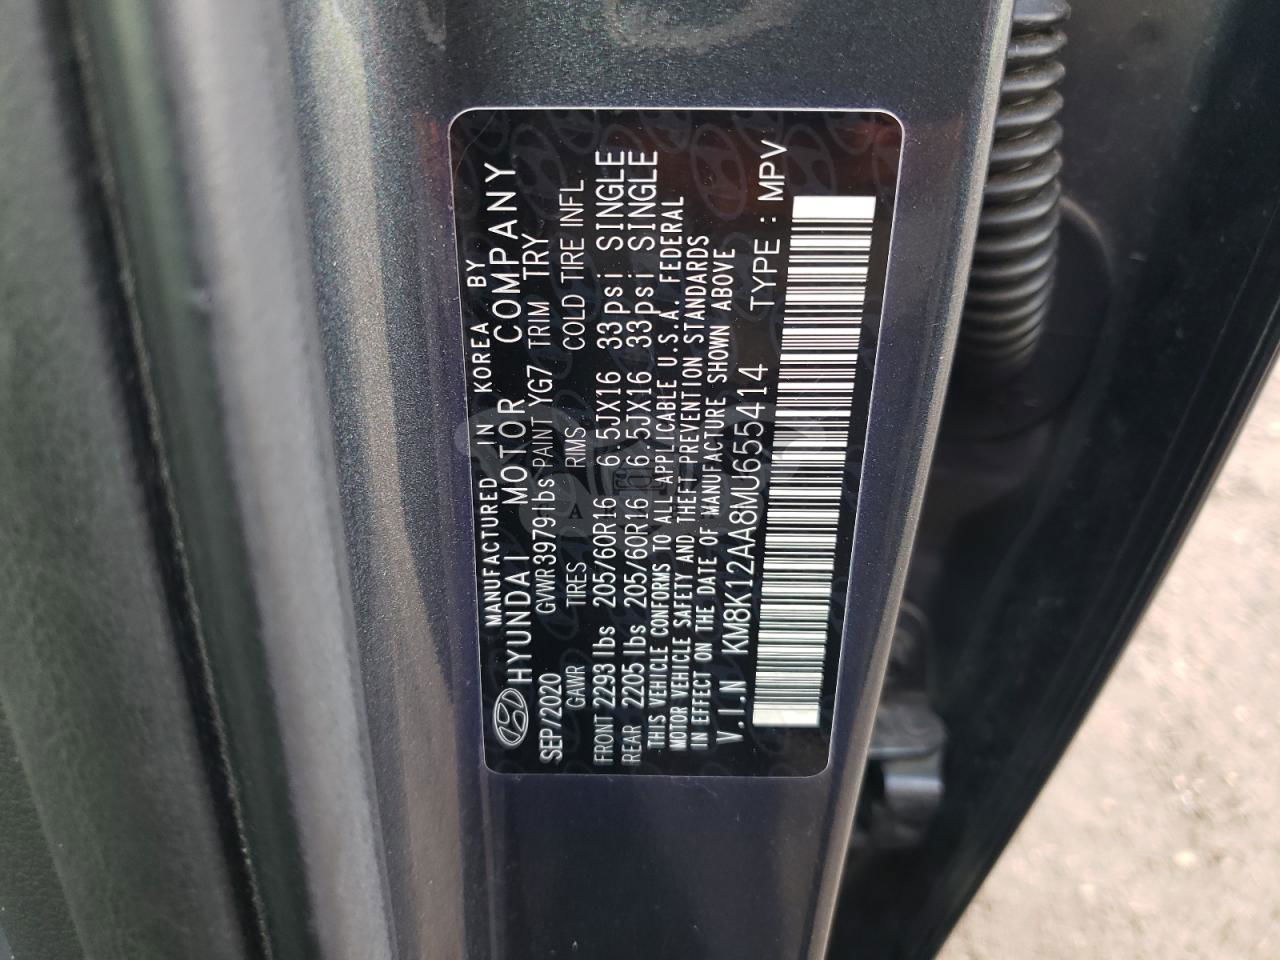 MANUFACTURED IN KOREA BY
HYUNDAI MOTOR COMPANY
SEP/2020 GVWR 3979lbs PAINT YG7 TRIM TRY
GAWR TIRES RIMS COLD TIRE INFL
FRONT 2293 lbs 205/60R16 6.5JX16 33psi SINGLE
REAR 2205 lbs 205/60R16 6.5JX16 33psi SINGLE
THIS VEHICLE CONFORMS TO ALL APPLICABLE U.S.A. FEDERAL
MOTOR VEHICLE SAFETY AND THEFT PREVENTION STANDARDS
IN EFFECT ON THE DATE OF MANUFACTURE SHOWN ABOVE
V.I.N KM8K12AA8MU655414 TYPE : MPV